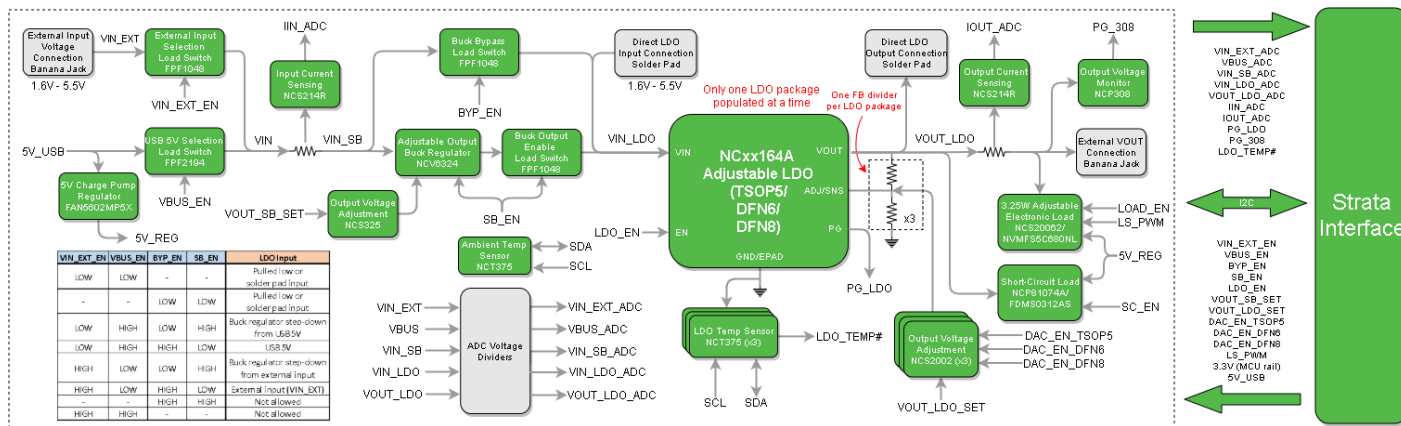 External Input
Voltage
Connection
Banana Jack
1.6V - 5.5V
VIN_EXT
External Input
Selection
Load Switch
FPF1048
VIN_EXT_EN
IIN_ADC
Input Current
Sensing
NCS214R
Buck Bypass
Load Switch
FPF1048
BYP_EN
Direct LDO
Input Connection
Solder Pad
1.6V - 5.5V
Only one LDO package
populated at a time
One FB divider
per LDO package
Direct LDO
Output Connection
Solder Pad
IOUT_ADC
Output Current
Sensing
NCS214R
PG_308
Output Voltage
Monitor
NCP308
5V_USB
USB 5V Selection
Load Switch
FPF2194
VBUS_EN
VIN
VIN_SB
Adjustable Output
Buck Regulator
NCV6324
Buck Output
Enable
Load Switch
FPF1048
VIN_LDO
VOUT_LDO
External VOUT
Connection
Banana Jack
5V Charge Pump
Regulator
FAN5602MP5X
5V_REG
VOUT_SB_SET
Output Voltage
Adjustment
NCS325
SB_EN
VIN
VOUT
NCxx164A
Adjustable LDO
(TSOP5/
DFN6/
DFN8)
ADJ/SNS
EN
PG
GND/EPAD
x3
LDO_EN
PG_LDO
3.25W Adjustable
Electronic Load
NCS20062/
NVMFS5C680NL
LOAD_EN
LS_PWM
5V_REG
Short-Circuit Load
NCP81074A/
FDMS0312AS
SC_EN
Ambient Temp
Sensor
NCT375
SDA
SCL
VIN_EXT_EN VBUS_EN BYP_EN SB_EN LDO Input
LOW LOW - - Pulled low or
solder pad input
- - LOW LOW Pulled low or
solder pad input
LOW HIGH LOW HIGH Buck regulator step-down
from USB 5V
LOW HIGH HIGH LOW USB 5V
HIGH LOW LOW HIGH Buck regulator step-down
from external input
HIGH LOW HIGH LOW External input (VIN_EXT)
- - HIGH HIGH Not allowed
HIGH HIGH - - Not allowed
VIN_EXT
VBUS
VIN_SB
VIN_LDO
VOUT_LDO
ADC Voltage
Dividers
VIN_EXT_ADC
VBUS_ADC
VIN_SB_ADC
VIN_LDO_ADC
VOUT_LDO_ADC
LDO Temp Sensor
NCT375 (x3)
LDO_TEMP#
SCL
SDA
Output Voltage
Adjustment
NCS2002 (x3)
DAC_EN_TSOP5
DAC_EN_DFN6
DAC_EN_DFN8
VOUT_LDO_SET
VIN_EXT_ADC
VBUS_ADC
VIN_SB_ADC
VIN_LDO_ADC
VOUT_LDO_ADC
IIN_ADC
IOUT_ADC
PG_LDO
PG_308
LDO_TEMP#
I2C
VIN_EXT_EN
VBUS_EN
BYP_EN
SB_EN
LDO_EN
VOUT_SB_SET
VOUT_LDO_SET
DAC_EN_TSOP5
DAC_EN_DFN6
DAC_EN_DFN8
LS_PWM
3.3V (MCU rail)
5V_USB
Strata
Interface